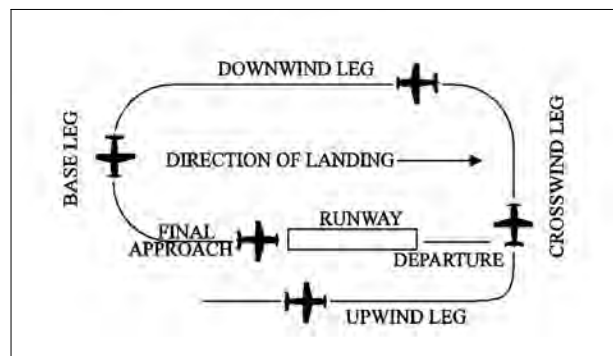 DOWNWIND LEG
BASE LEG
DIRECTION OF LANDING
CROSSWIND LEG
FINAL
APPROACH
RUNWAY
DEPARTURE
UPWIND LEG